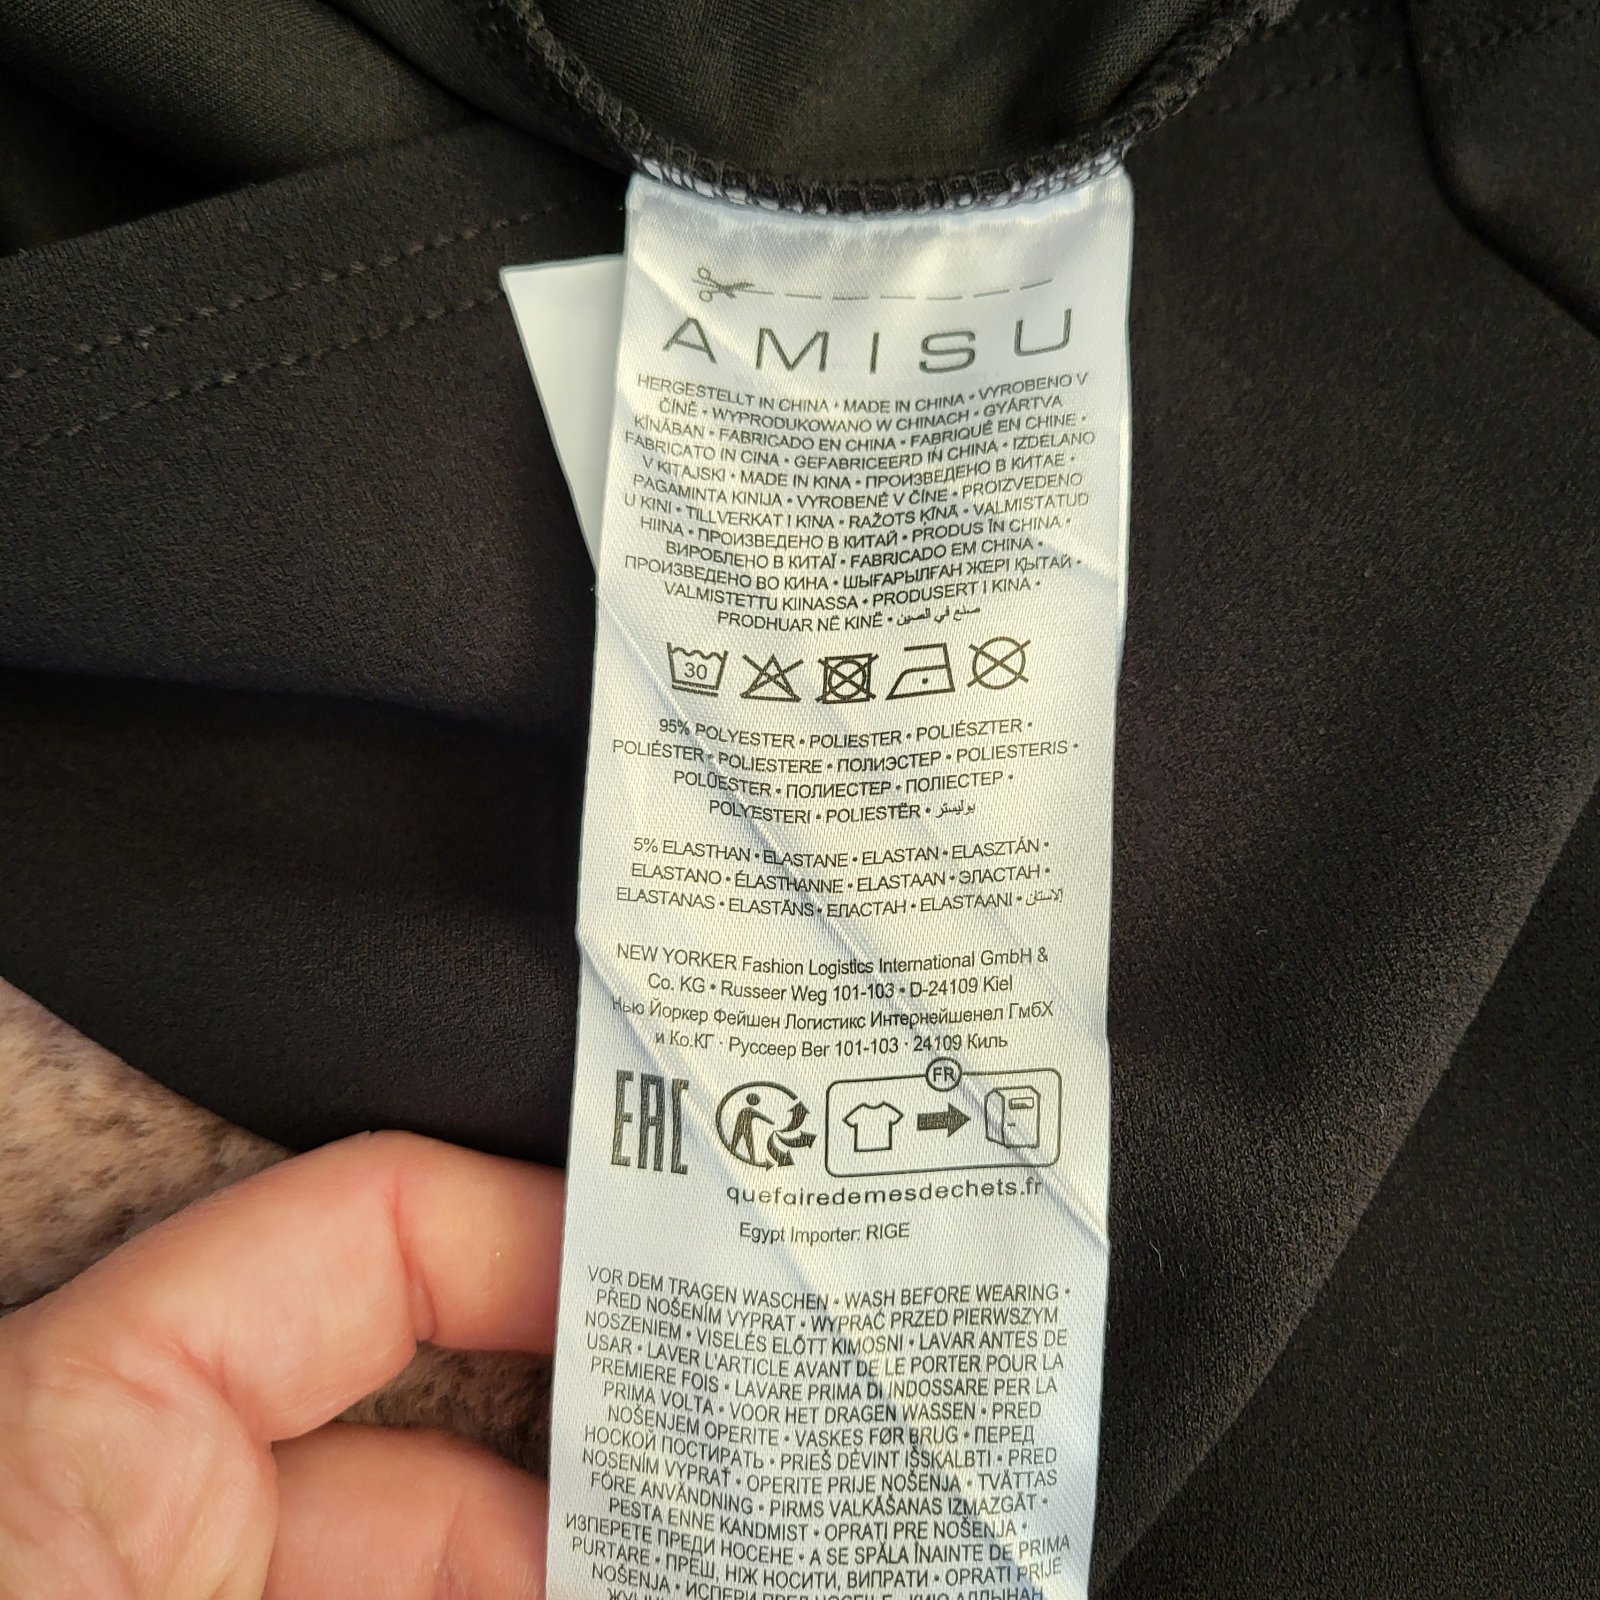 AMISU
HERGESTELLT IN CHINA • MADE IN CHINA • VYROBENO V
ČÍNĚ • WYPRODUKOWANO W CHINACH • GYÁRTVA
KÍNÁBAN • FABRICADO EN CHINA • FABRIQUÉ EN CHINE •
FABRICATO IN CINA • GEFABRICEERD IN CHINA • IZDELANO
V KITAJSKI • MADE IN KINA • ПРОИЗВЕДЕНО В КИТАЕ •
PAGAMINTA KINIJA • VYROBENÉ V ČÍNE • PROIZVEDENO
U KINI • TILLVERKAT I KINA • RAŽOTS ĶĪNĀ • VALMISTATUD
HIINA • ПРОИЗВЕДЕНО В КИТАЙ • PRODUS ÎN CHINA •
ВИРОБЛЕНО В КИТАЇ • FABRICADO EM CHINA •
ПРОИЗВЕДЕНО ВО КИНА • ШЫҒАРЫЛҒАН ЖЕРІ ҚЫТАЙ •
VALMISTETTU KIINASSA • PRODUSERT I KINA •
PRODHUAR NË KINË • صنع في الصين
30
95% POLYESTER • POLIESTER • POLIÉSZTER •
POLIÉSTER • POLIESTERE • ПОЛИЭСТЕР • POLIESTERIS •
POLÜESTER • ПОЛИЕСТЕР • ПОЛІЕСТЕР •
POLYESTERI • POLIESTËR • بوليستر
5% ELASTHAN • ELASTANE • ELASTAN • ELASZTÁN •
ELASTANO • ÉLASTHANNE • ELASTAAN • ЭЛАСТАН •
ELASTANAS • ELASTĀNS • ЕЛАСТАН • ELASTAANI • الاستان
NEW YORKER Fashion Logistics International GmbH &
Co. KG • Russeer Weg 101-103 • D-24109 Kiel
Нью Йоркер Фейшен Логистикс Интернейшенел ГмбХ
и Ко.КГ · Руссеер Вег 101-103 · 24109 Киль
EAC
FR
quefairedemesdechets.fr
Egypt Importer: RIGE
VOR DEM TRAGEN WASCHEN • WASH BEFORE WEARING •
PŘED NOŠENÍM VYPRAT • WYPRAĆ PRZED PIERWSZYM
NOSZENIEM • VISELÉS ELŐTT KIMOSNI • LAVAR ANTES DE
USAR • LAVER L'ARTICLE AVANT DE LE PORTER POUR LA
PREMIERE FOIS • LAVARE PRIMA DI INDOSSARE PER LA
PRIMA VOLTA • VOOR HET DRAGEN WASSEN • PRED
NOŠENJEM OPERITE • VASKES FØR BRUG • ПЕРЕД
НОСКОЙ ПОСТИРАТЬ • PRIEŠ DĖVINT IŠSKALBTI • PRED
NOSENÍM VYPRAŤ • OPERITE PRIJE NOŠENJA • TVÄTTAS
FÖRE ANVÄNDNING • PIRMS VALKĀŠANAS IZMAZGĀT •
PESTA ENNE KANDMIST • OPRATI PRE NOŠENJA •
ИЗПЕРЕТЕ ПРЕДИ НОСЕНЕ • A SE SPĂLA ÎNAINTE DE PRIMA
PURTARE • ПРЕШ, НІЖ НОСИТИ, ВИПРАТИ • OPRATI PRIJE
NOŠENJA • ИСПЕРИ ПРЕД НОСЕЊЕ • КИЮ АЛДЫНАН